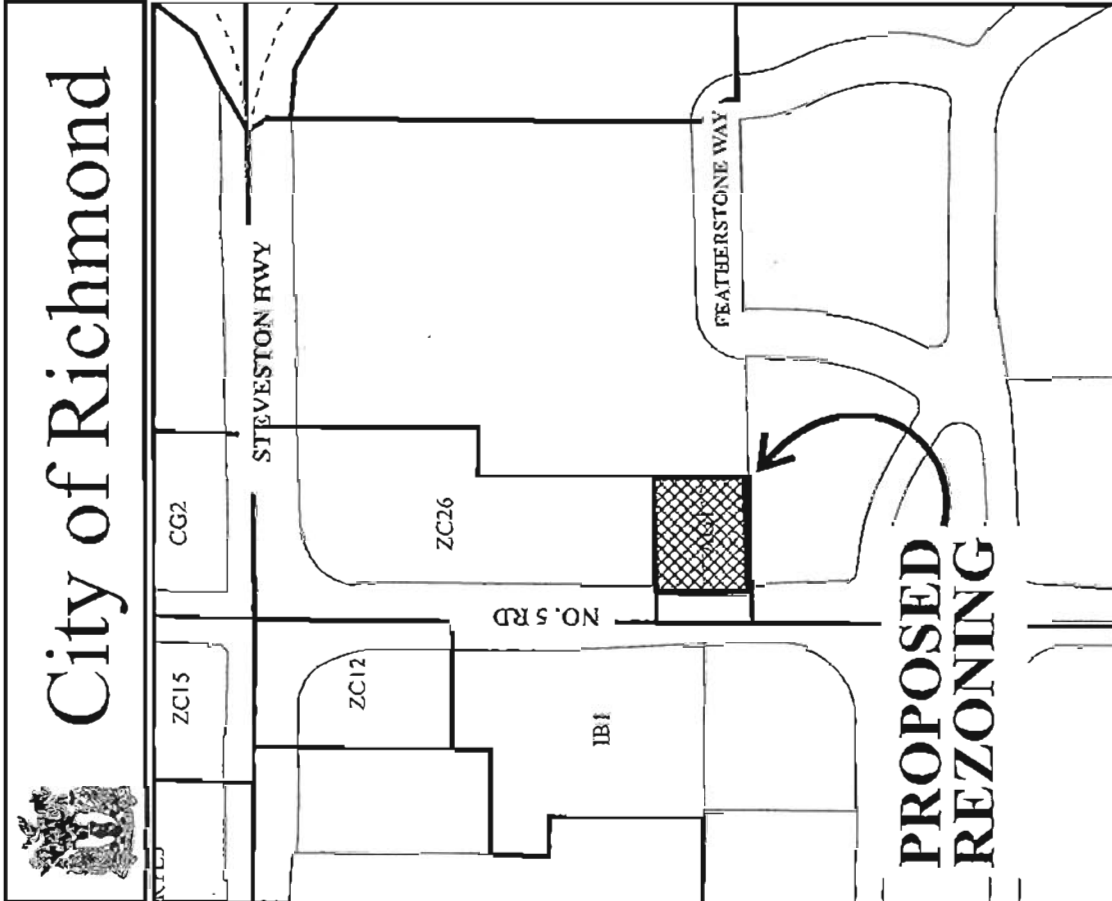 City of Richmond
ZC15
CG2
STEVESTON HWY
ZC12
ZC26
NO. 5 RD
IB1
FEATHERSTONE WAY
PROPOSED
REZONING